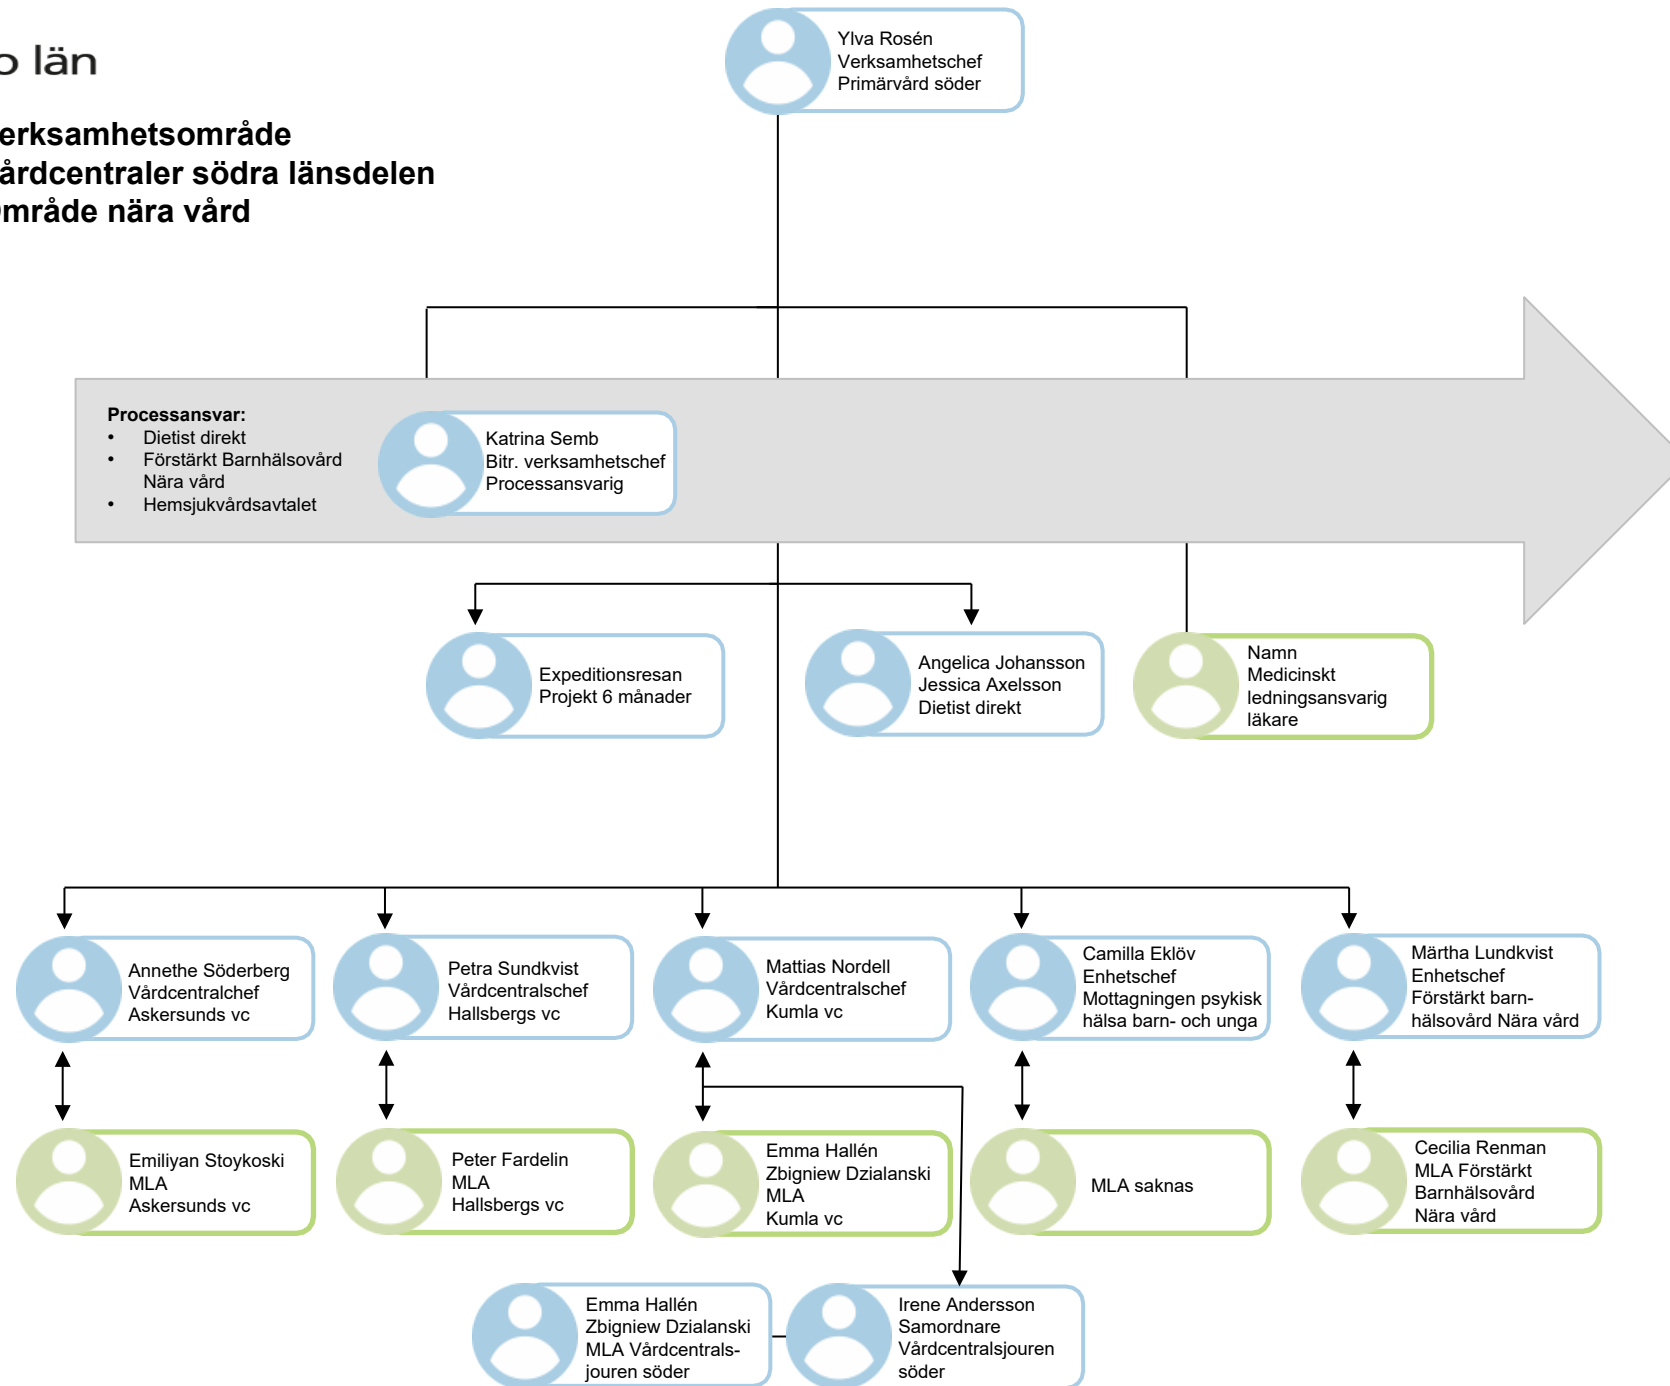 Ylva Rosén
Verksamhetschef
Primärvård söder
län
erksamhetsområde
årdcentraler södra länsdelen
mråde nära vård
Processansvar:
• Dietist direkt
• Förstärkt Barnhälsovård
Nära vård
• Hemsjukvårdsavtalet
Katrina Semb
Bitr. verksamhetschef
Processansvarig
Expeditionsresan
Projekt 6 månader
Angelica Johansson
Jessica Axelsson
Dietist direkt
Namn
Medicinskt
ledningsansvarig
läkare
Annethe Söderberg
Vårdcentralchef
Askersunds vc
Petra Sundkvist
Vårdcentralschef
Hallsbergs vc
Mattias Nordell
Vårdcentralschef
Kumla vc
Camilla Eklöv
Enhetschef
Mottagningen psykisk
hälsa barn- och unga
Märtha Lundkvist
Enhetschef
Förstärkt barn-
hälsovård Nära vård
Emiliyan Stoykoski
MLA
Askersunds vc
Peter Fardelin
MLA
Hallsbergs vc
Emma Hallén
Zbigniew Dzialanski
MLA
Kumla vc
MLA saknas
Cecilia Renman
MLA Förstärkt
Barnhälsovård
Nära vård
Emma Hallén
Zbigniew Dzialanski
MLA Vårdcentrals-
jouren söder
Irene Andersson
Samordnare
Vårdcentralsjouren
söder